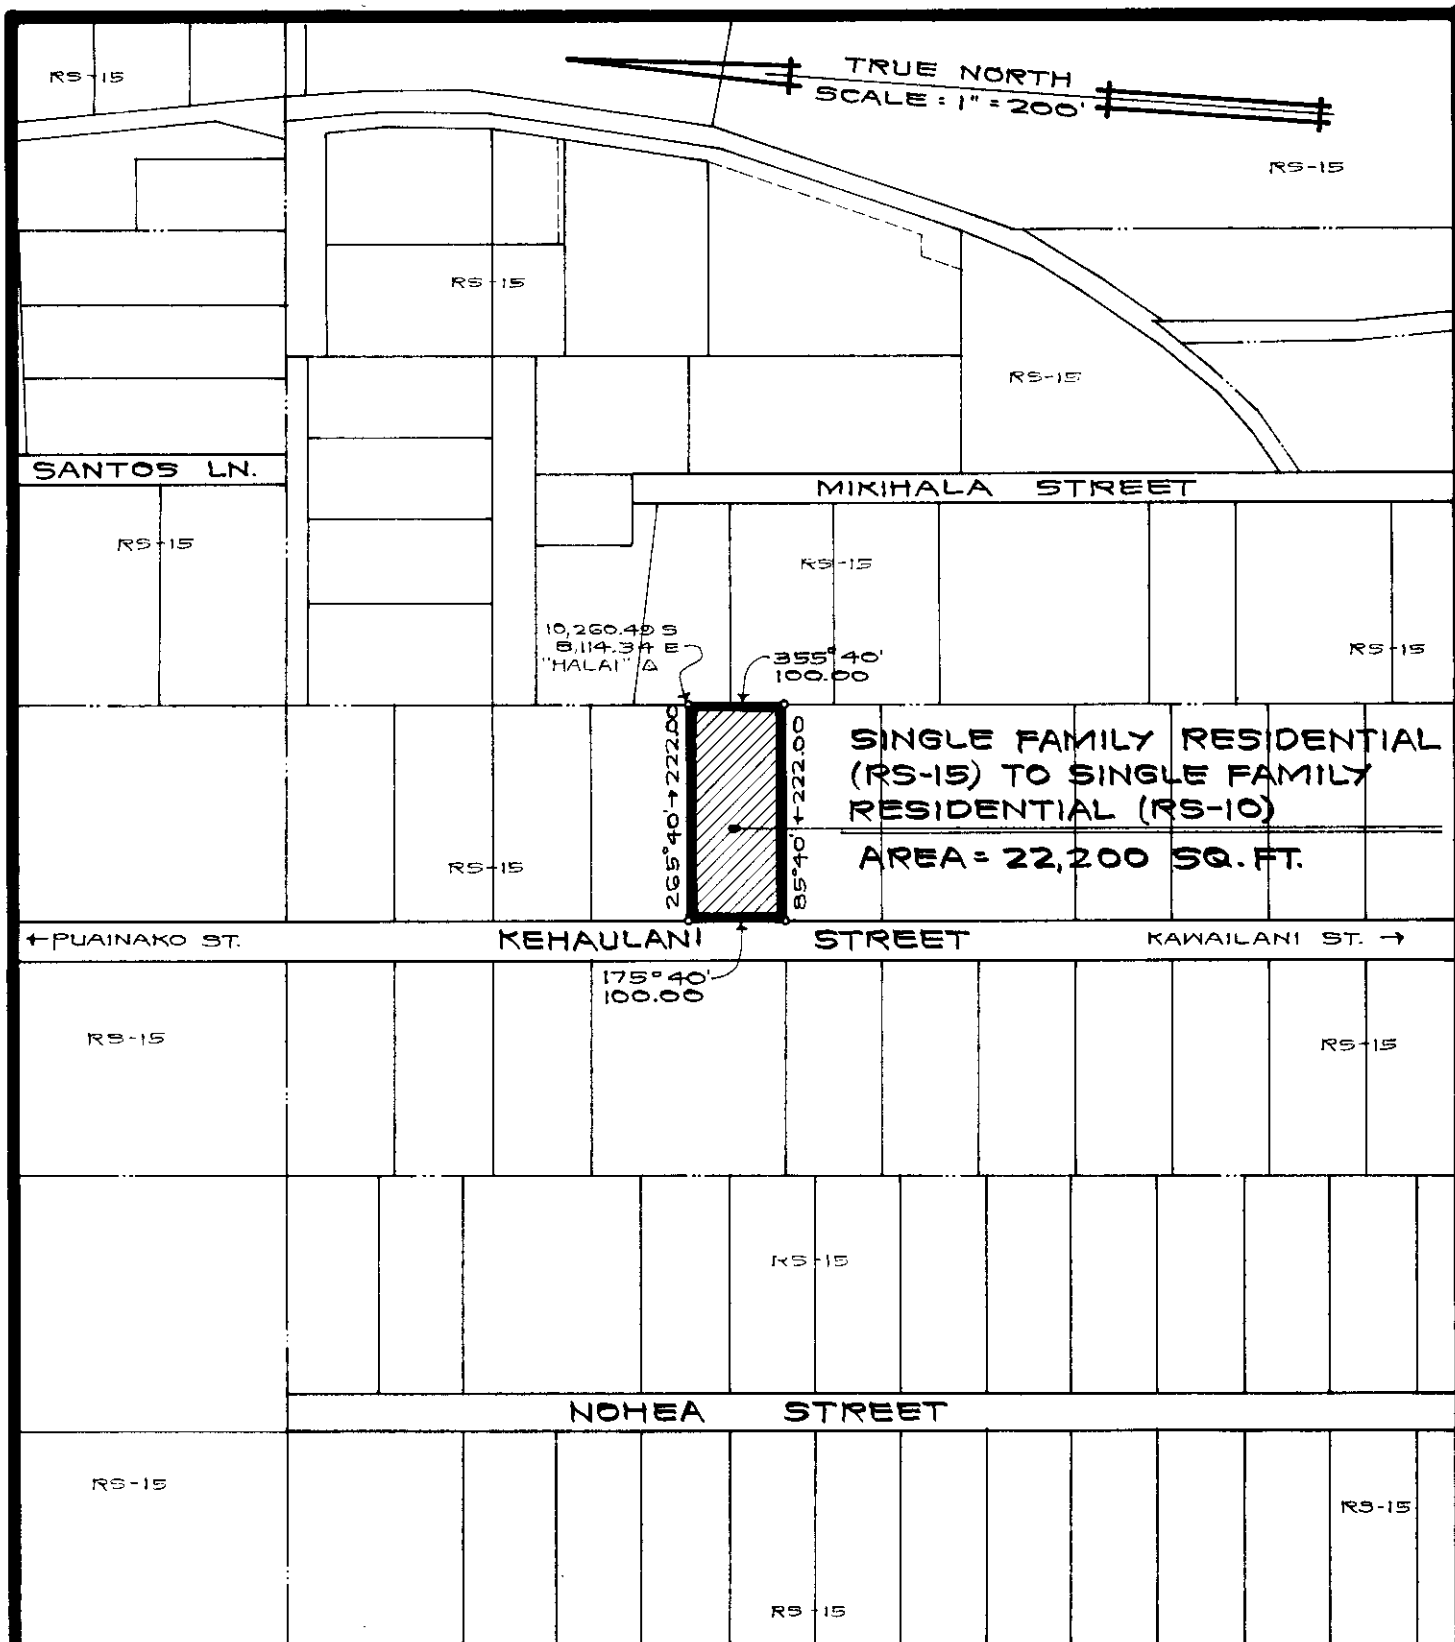 TRUE NORTH
SCALE : 1" = 200'
RS-15
RS-15
RS-15
RS-15
SANTOS LN.
MIKIHALA STREET
RS-15
RS-15
RS-15
10,260.49 S
8,114.34 E
"HALAI" △
355°40'
100.00
265°40' 222.00
85°40' 222.00
SINGLE FAMILY RESIDENTIAL
(RS-15) TO SINGLE FAMILY
RESIDENTIAL (RS-10)
AREA = 22,200 SQ. FT.
RS-15
← PUAINAKO ST.
KEHAULANI STREET
KAWAILANI ST. →
175°40'
100.00
RS-15
RS-15
RS-15
NOHEA STREET
RS-15
RS-15
RS-15